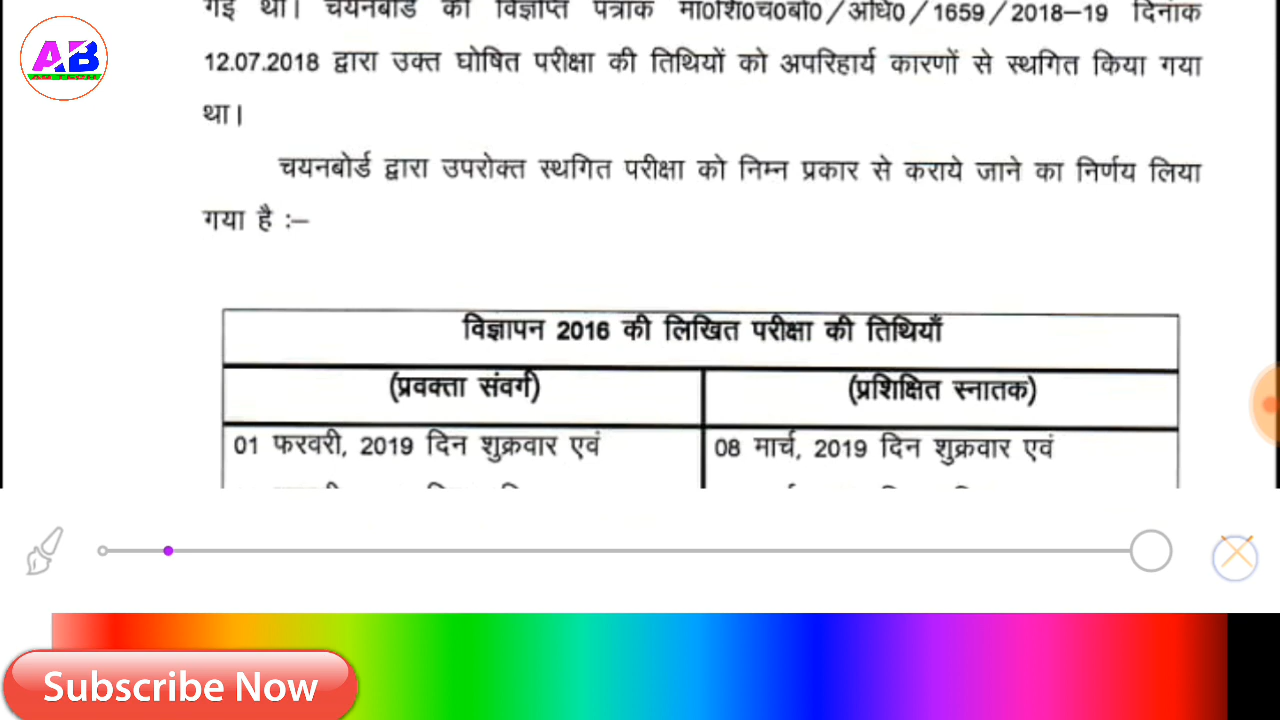 गई थी। चयनबोर्ड की विज्ञप्ति पत्रांक मा0शि0च0बो0/अधि0/1659/2018–19 दिनांक
12.07.2018 द्वारा उक्त घोषित परीक्षा की तिथियों को अपरिहार्य कारणों से स्थगित किया गया
था।
चयनबोर्ड द्वारा उपरोक्त स्थगित परीक्षा को निम्न प्रकार से कराये जाने का निर्णय लिया
गया है :–
विज्ञापन 2016 की लिखित परीक्षा की तिथियाँ
(प्रवक्ता संवर्ग)
(प्रशिक्षित स्नातक)
01 फरवरी, 2019 दिन शुक्रवार एवं
08 मार्च, 2019 दिन शुक्रवार एवं
AB
Subscribe Now